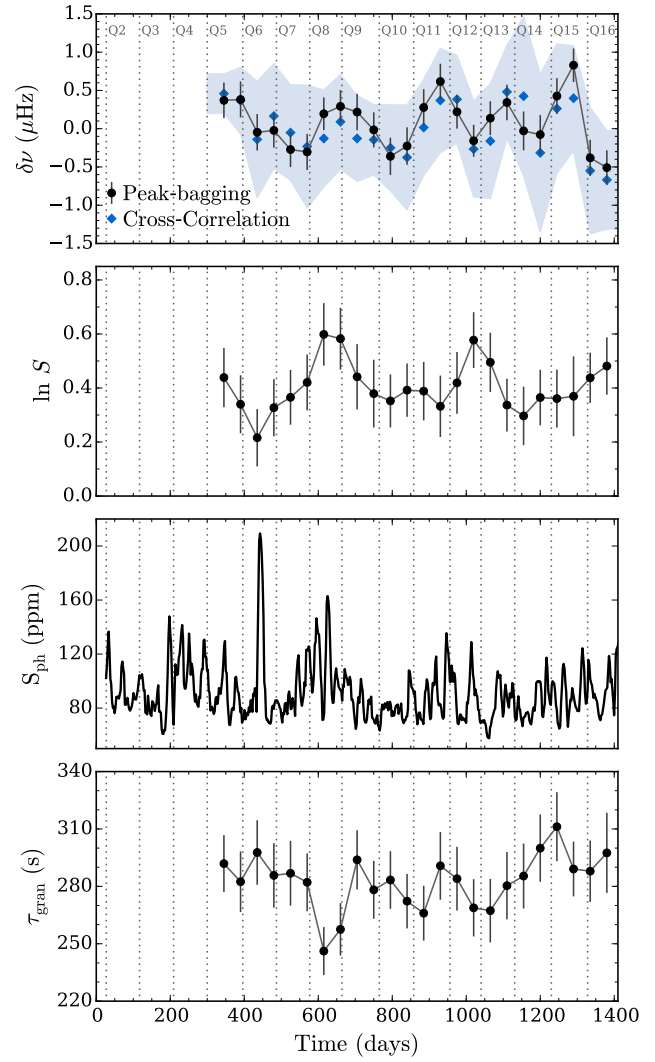 Q2 Q3 Q4 Q5 Q6 Q7 Q8 Q9 Q10 Q11 Q12 Q13 Q14 Q15 Q16
1.5
1.0
0.5
0.0
−0.5
−1.0
−1.5
δν (μHz)
Peak-bagging
Cross-Correlation
0.8
0.6
0.4
0.2
0.0
ln S
200
160
120
80
S_ph (ppm)
340
310
280
250
220
τ_gran (s)
0 200 400 600 800 1000 1200 1400
Time (days)